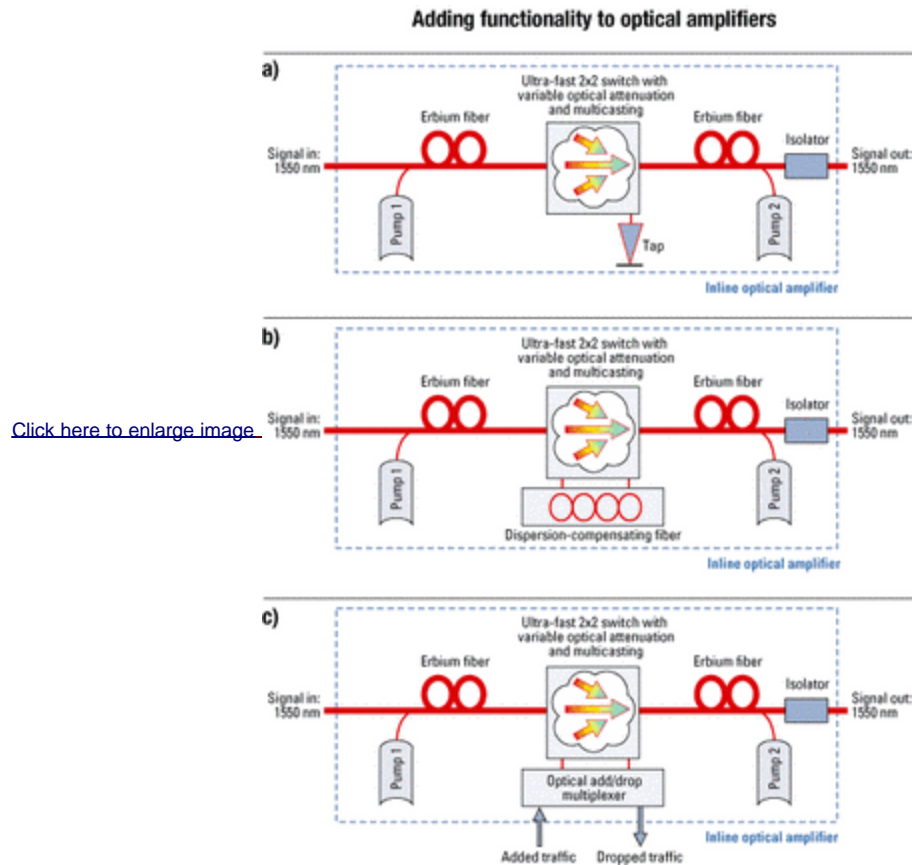 Adding functionality to optical amplifiers
a)
Ultra-fast 2x2 switch with
variable optical attenuation
and multicasting
Erbium fiber
Erbium fiber
Isolator
Signal in:
1550 nm
Signal out:
1550 nm
Pump 1
Pump 2
Tap
Inline optical amplifier
b)
Ultra-fast 2x2 switch with
variable optical attenuation
and multicasting
Erbium fiber
Erbium fiber
Isolator
Click here to enlarge image
Signal in:
1550 nm
Signal out:
1550 nm
Pump 1
Pump 2
Dispersion-compensating fiber
Inline optical amplifier
c)
Ultra-fast 2x2 switch with
variable optical attenuation
and multicasting
Erbium fiber
Erbium fiber
Isolator
Signal in:
1550 nm
Signal out:
1550 nm
Pump 1
Pump 2
Optical add/drop
multiplexer
Inline optical amplifier
Added traffic
Dropped traffic